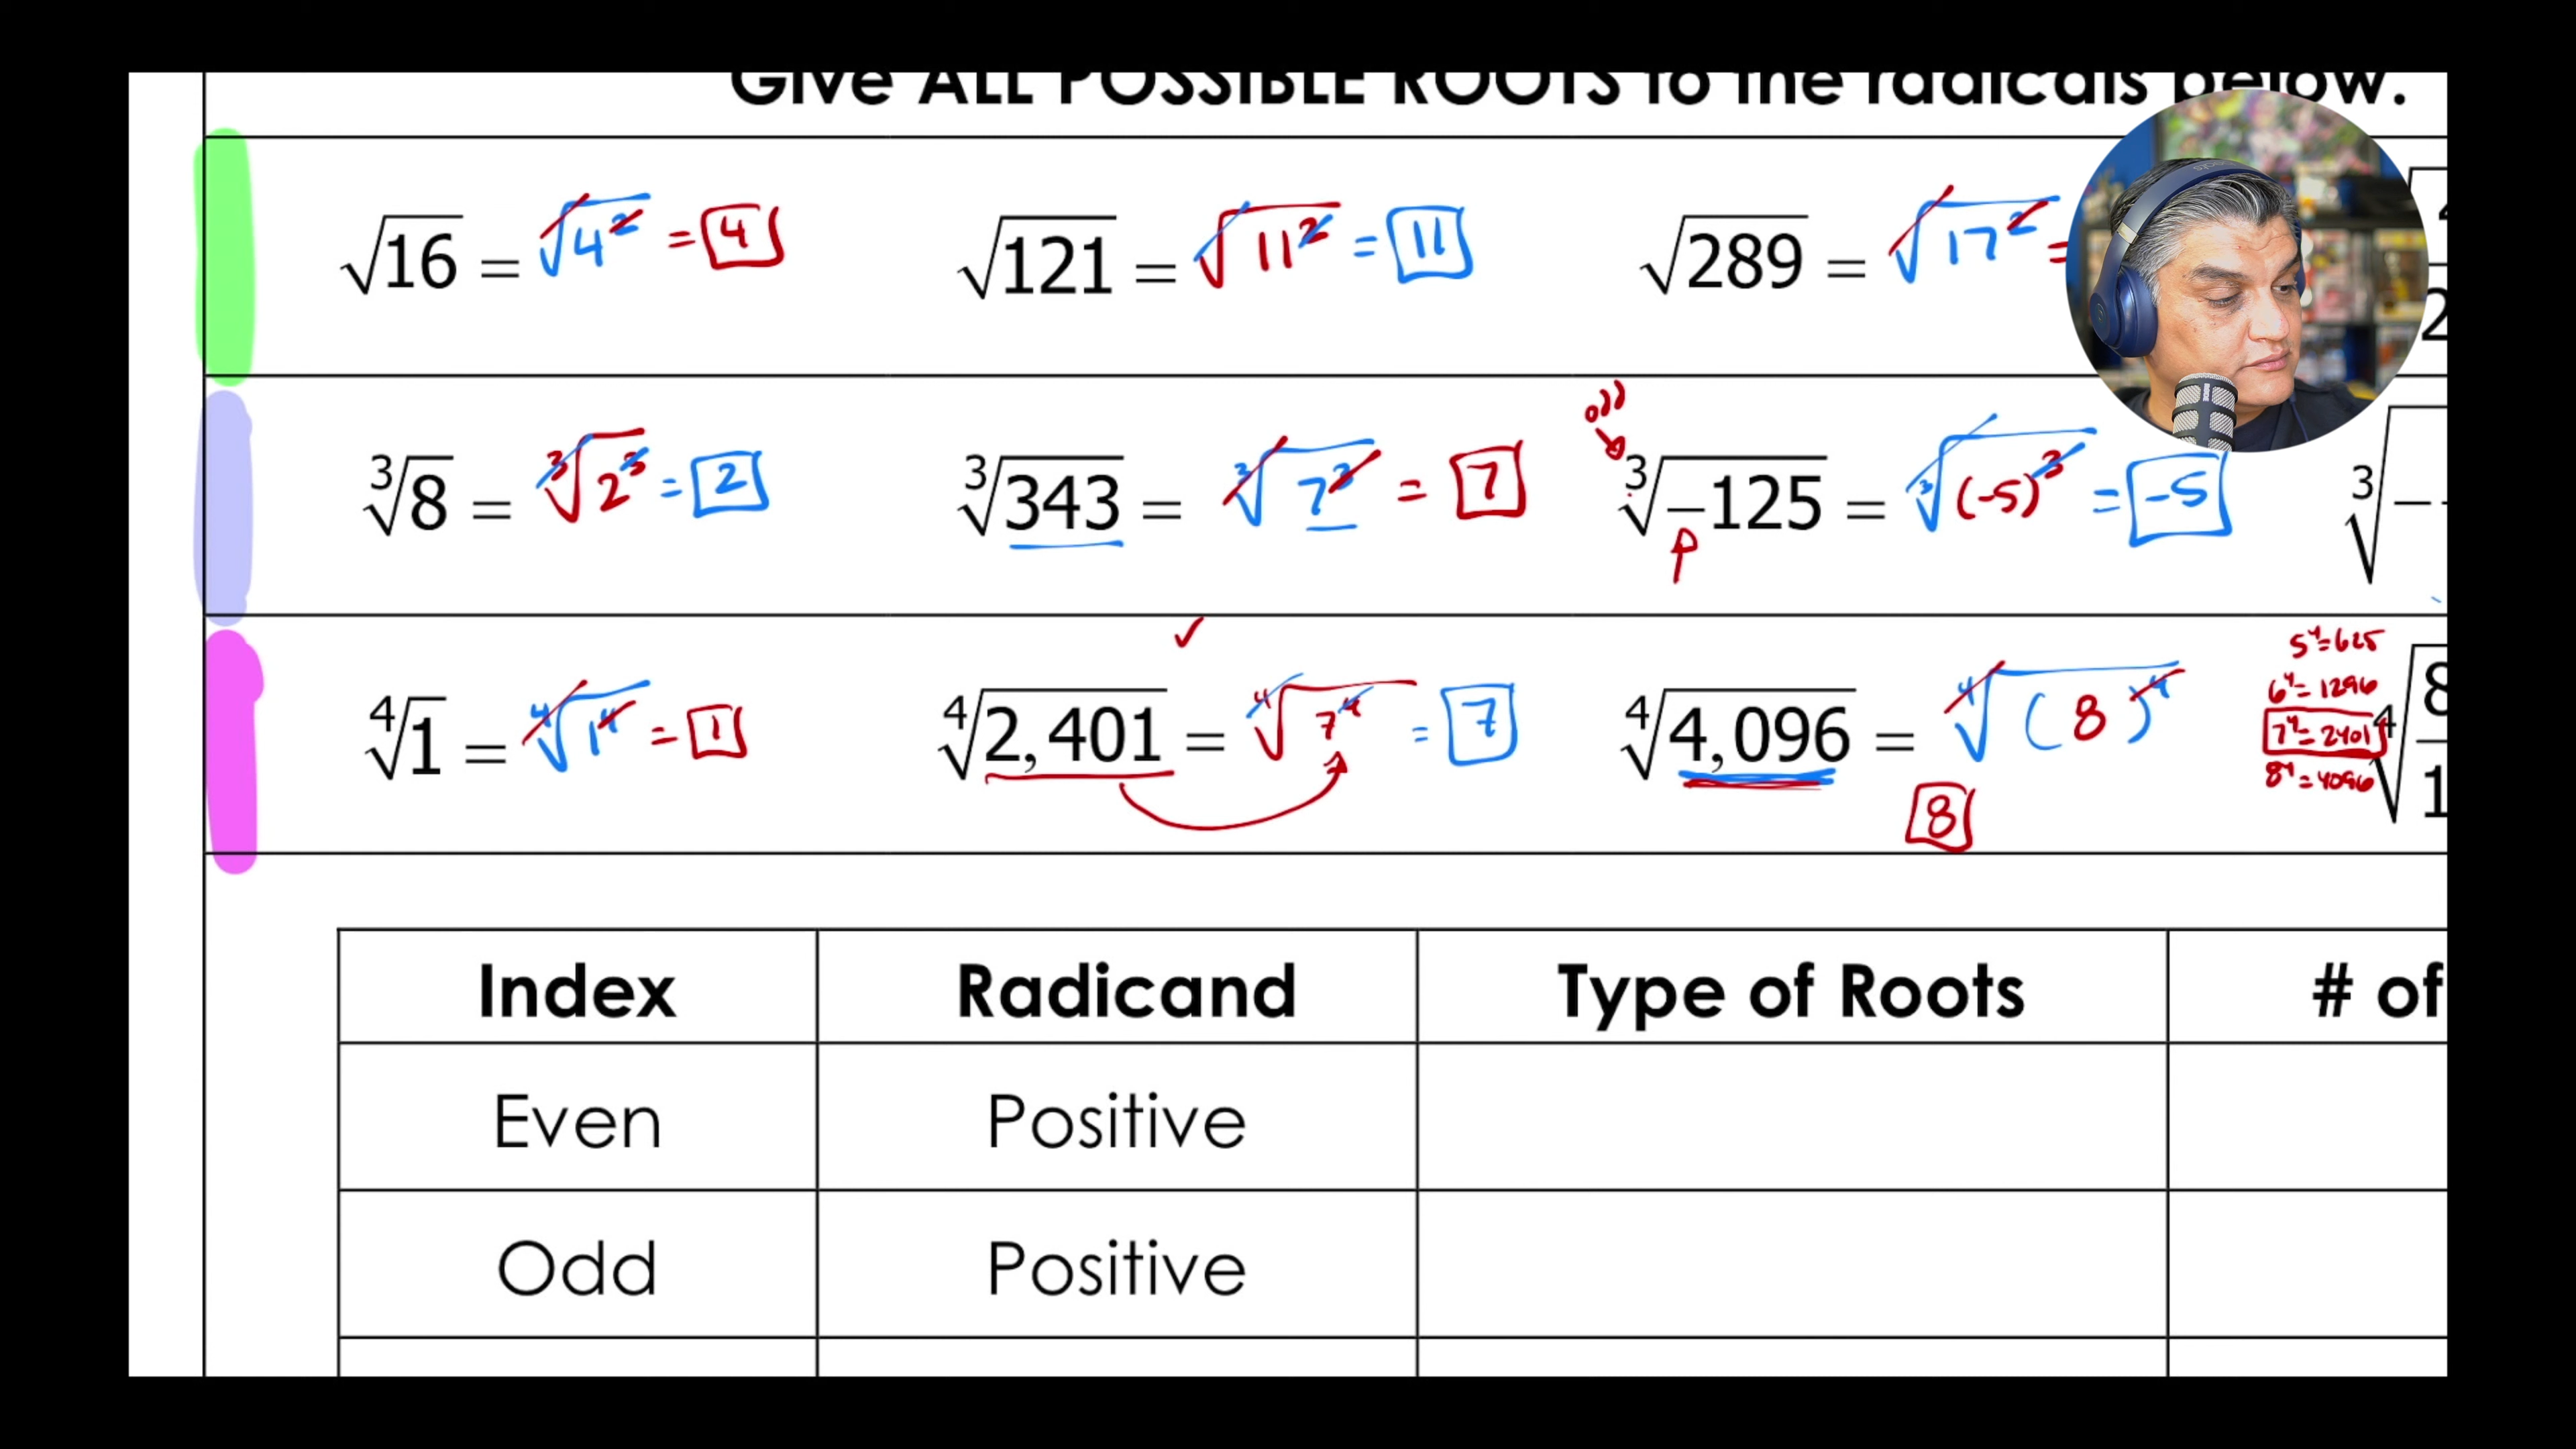 Give ALL POSSIBLE ROOTS to the radicals below.
√16 = √4² = 4
√121 = √11² = 11
√289 = √17² =
2
odd
∛8 = ∛2³ = 2
∛343 = ∛7³ = 7
∛-125 = ∛(-5)³ = -5
∛-
∜1 = ∜1⁴ = 1
∜2,401 = ∜7⁴ = 7
∜4,096 = ∜(8)⁴
8
5⁴=625
6⁴=1296
7⁴=2401
8⁴=4096
∜8/1
Index Radicand Type of Roots # of
Even Positive
Odd Positive